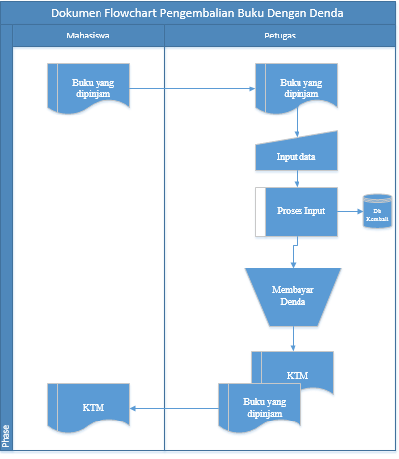 Dokumen Flowchart Pengembalian Buku Dengan Denda
Mahasiswa
Petugas
Buku yang
dipinjam
Buku yang
dipinjam
Input data
Proses Input
Db
Kembali
Membayar
Denda
KTM
Buku yang
dipinjam
KTM
Phase